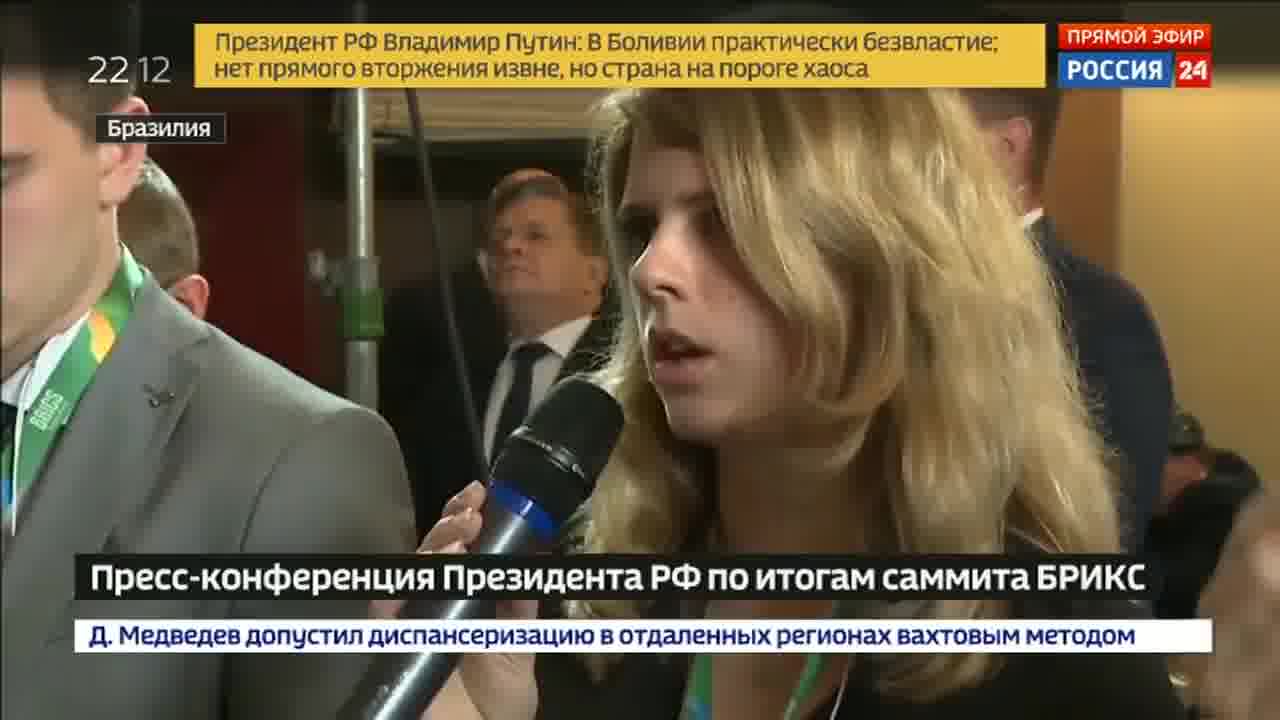 Президент РФ Владимир Путин: В Боливии практически безвластие;
нет прямого вторжения извне, но страна на пороге хаоса
ПРЯМОЙ ЭФИР
РОССИЯ 24
22 12
Бразилия
BRICS
Пресс-конференция Президента РФ по итогам саммита БРИКС
Д. Медведев допустил диспансеризацию в отдаленных регионах вахтовым методом